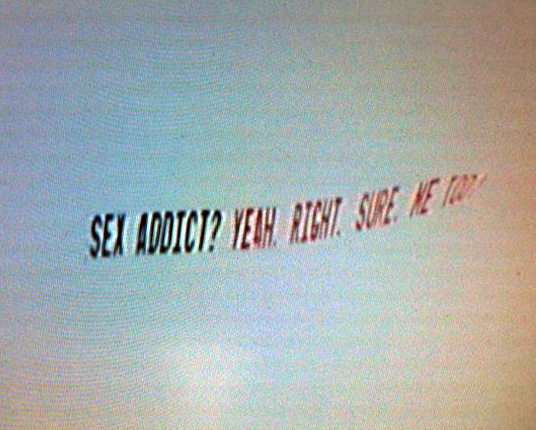 SEX ADDICT? YEAH. RIGHT. SURE. ME TOO!